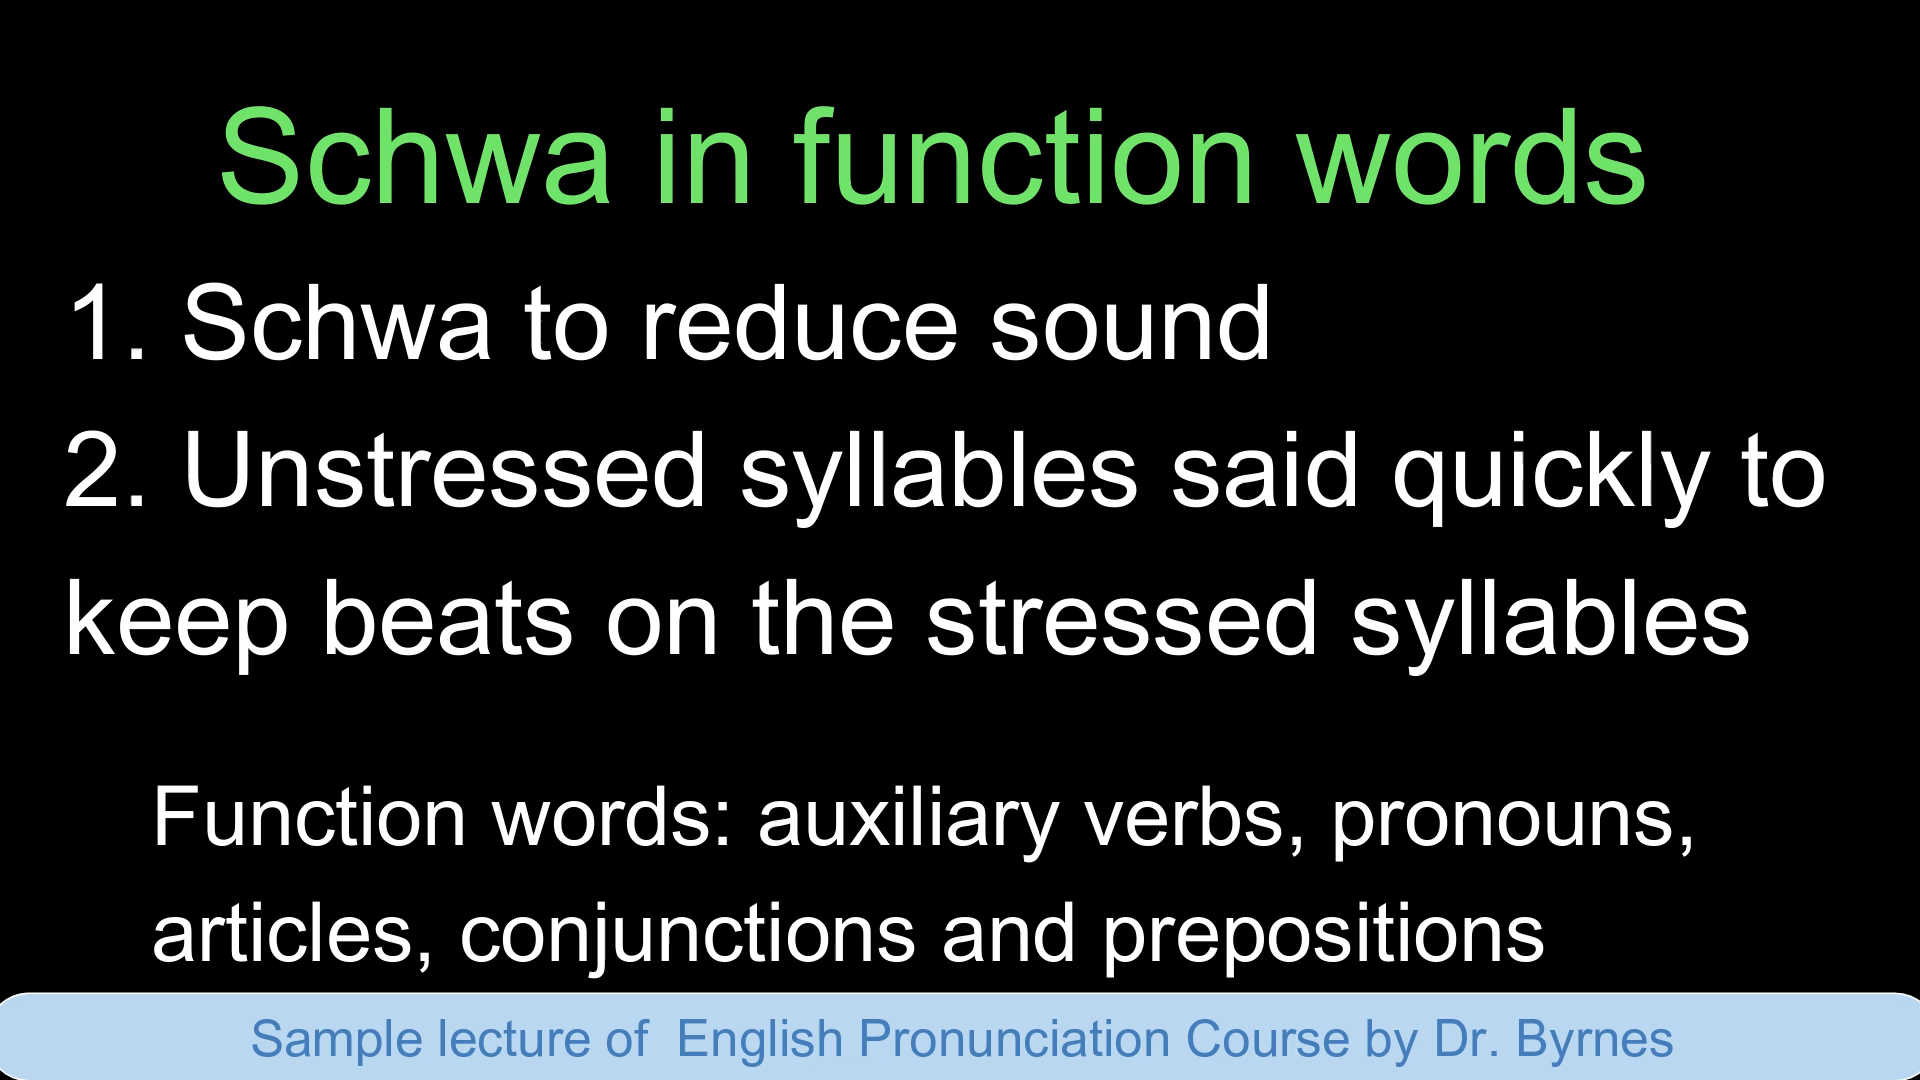 Schwa in function words
1. Schwa to reduce sound
2. Unstressed syllables said quickly to
keep beats on the stressed syllables
Function words: auxiliary verbs, pronouns,
articles, conjunctions and prepositions
Sample lecture of  English Pronunciation Course by Dr. Byrnes